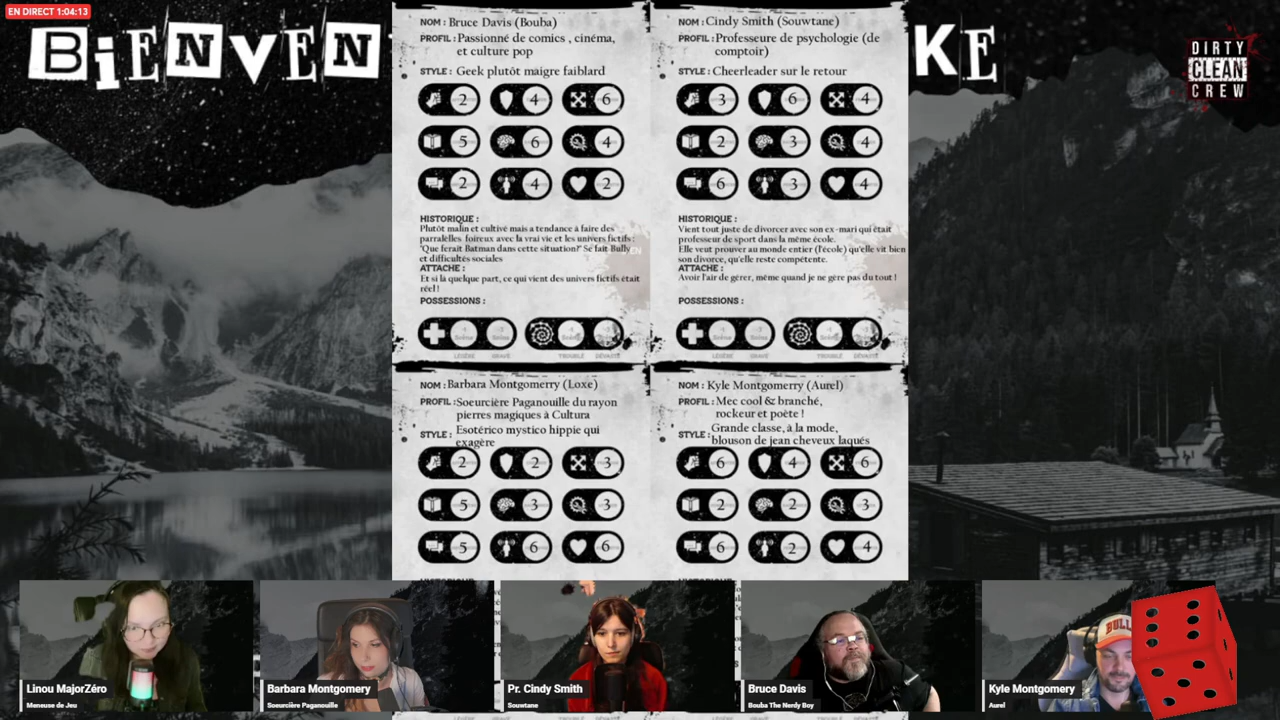 EN DIRECT 1:04:13
BiENVEN
KE
DIRTY
CLEAN
CREW
NOM : Bruce Davis (Bouba)
PROFIL : Passionné de comics , cinéma,
et culture pop
STYLE : Geek plutôt maigre faiblard
2 4 6
5 6 4
2 4 2
HISTORIQUE :
Plutôt malin et cultivé mais a tendance à faire des
parralelles foireux avec la vrai vie et les univers fictifs :
"Que ferait Batman dans cette situation?" Se fait Bully
et difficultés sociales
ATTACHE :
Et si là quelque part, ce qui vient des univers fictifs était
réel !
POSSESSIONS :
LÉGÈRE GRAVE TROUBLÉ DÉVASTÉ
NOM : Cindy Smith (Souwtane)
PROFIL : Professeure de psychologie (de
comptoir)
STYLE : Cheerleader sur le retour
3 6 4
2 3 4
6 3 4
HISTORIQUE :
Vient tout juste de divorcer avec son ex -mari qui était
professeur de sport dans la même école.
Elle veut prouver au monde entier (l'école) qu'elle vit bien
son divorce, qu'elle reste compétente.
ATTACHE :
Avoir l'air de gérer, même quand je ne gère pas du tout !
POSSESSIONS :
LÉGÈRE GRAVE TROUBLÉ DÉVASTÉ
NOM : Barbara Montgomerry (Loxe)
PROFIL : Soeurcière Paganouille du rayon
pierres magiques à Cultura
STYLE : Esotérico mystico hippie qui
exagère
2 2 3
5 3 3
5 6 6
NOM : Kyle Montgomerry (Aurel)
PROFIL : Mec cool & branché,
rockeur et poète !
STYLE : Grande classe, à la mode,
blouson de jean cheveux laqués
6 4 6
2 2 3
6 2 4
Linou MajorZéro
Meneuse de Jeu
Barbara Montgomery
Soeurcière Paganouille
Pr. Cindy Smith
Souwtane
Bruce Davis
Bouba The Nerdy Boy
BULL
Kyle Montgomery
Aurel